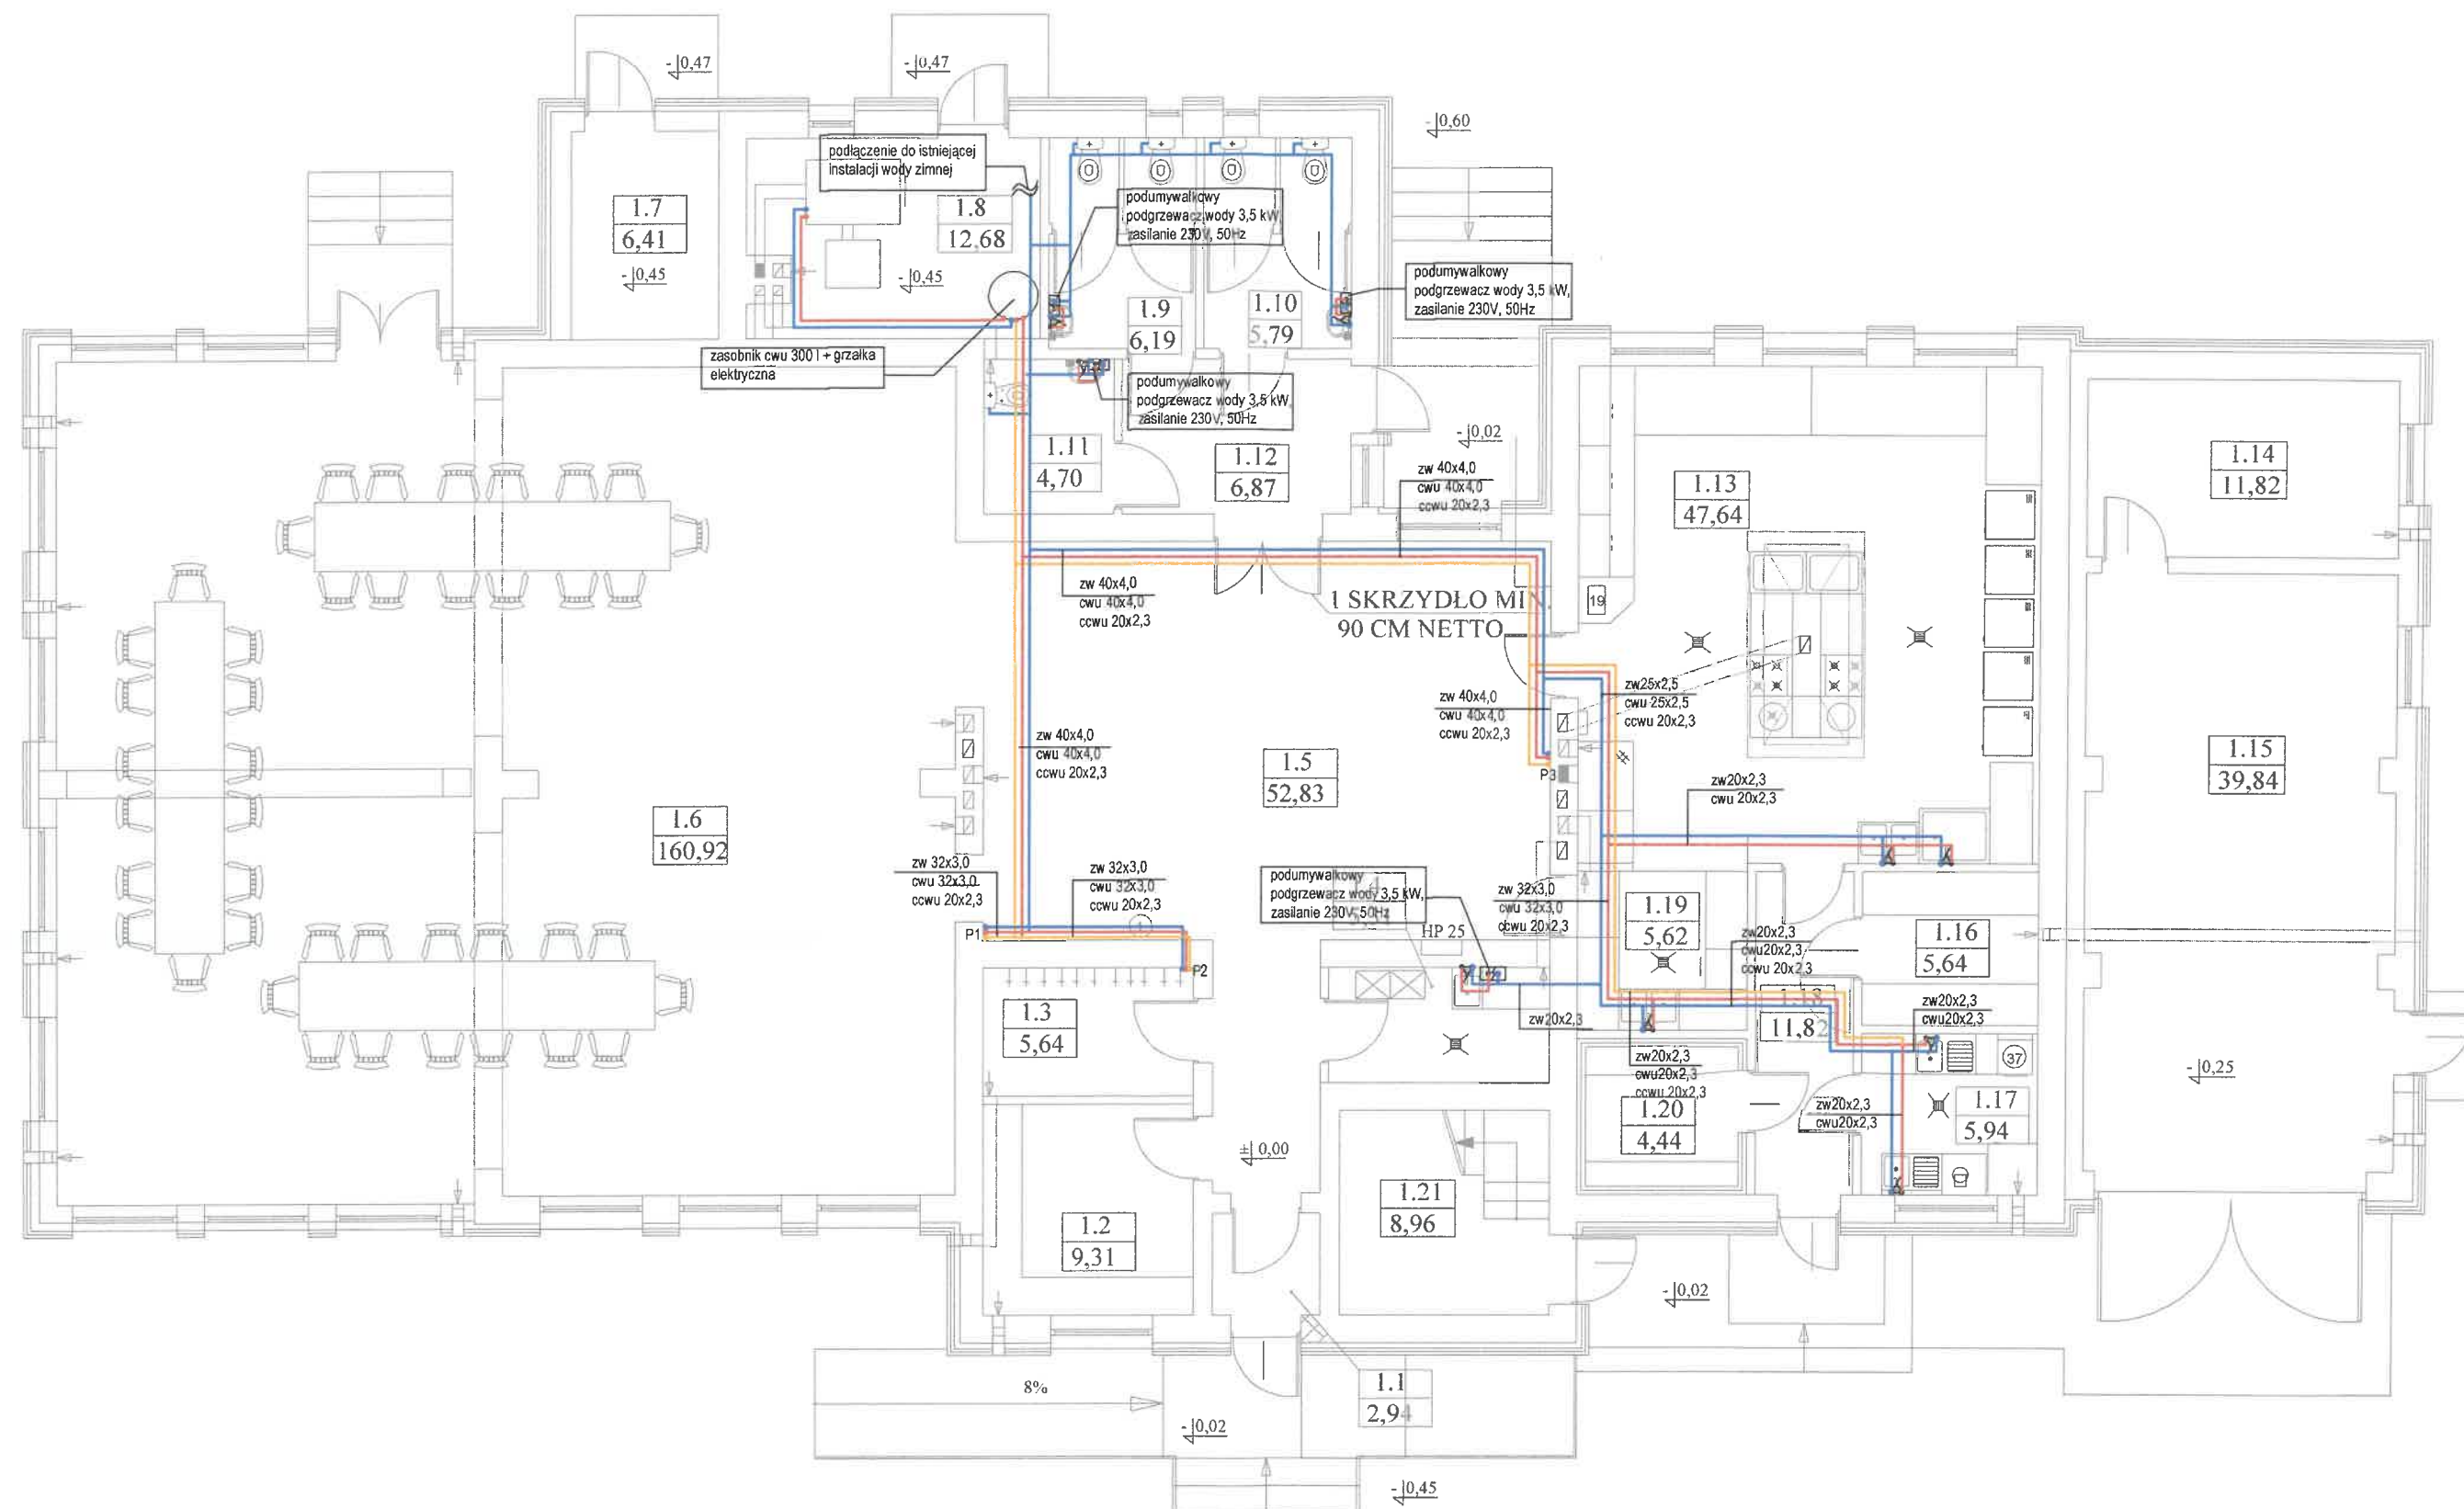 - 0,47
- 0,47
- 0,60
podłączenie do istniejącej
instalacji wody zimnej
1.7
6,41
- 0,45
1.8
12,68
- 0,45
podumywalkowy
podgrzewacz wody 3,5 kW,
zasilanie 230V, 50Hz
podumywalkowy
podgrzewacz wody 3,5 kW,
zasilanie 230V, 50Hz
1.9
6,19
1.10
5,79
zasobnik cwu 300 l + grzałka
elektryczna
podumywalkowy
podgrzewacz wody 3,5 kW,
zasilanie 230V, 50Hz
1.11
4,70
1.12
6,87
- 0,02
zw 40x4,0
cwu 40x4,0
ccwu 20x2,3
1.13
47,64
1.14
11,82
zw 40x4,0
cwu 40x4,0
ccwu 20x2,3
1 SKRZYDŁO MIN.
90 CM NETTO
19
zw 40x4,0
cwu 40x4,0
ccwu 20x2,3
zw25x2,5
cwu 25x2,5
ccwu 20x2,3
zw 40x4,0
cwu 40x4,0
ccwu 20x2,3
1.5
52,83
P3
zw20x2,3
cwu 20x2,3
1.15
39,84
1.6
160,92
zw 32x3,0
cwu 32x3,0
ccwu 20x2,3
zw 32x3,0
cwu 32x3,0
ccwu 20x2,3
podumywalkowy
podgrzewacz wody 3,5 kW,
zasilanie 230V, 50Hz
zw 32x3,0
cwu 32x3,0
ccwu 20x2,3
1
P1
HP 25
1.19
5,62
zw20x2,3
cwu20x2,3
ccwu 20x2,3
1.16
5,64
P2
1.3
5,64
zw20x2,3
1.18
11,82
zw20x2,3
cwu20x2,3
37
zw20x2,3
cwu20x2,3
ccwu 20x2,3
- 0,25
1.20
4,44
zw20x2,3
cwu20x2,3
1.17
5,94
± 0,00
1.21
8,96
1.2
9,31
- 0,02
8%
1.1
2,94
- 0,02
- 0,45